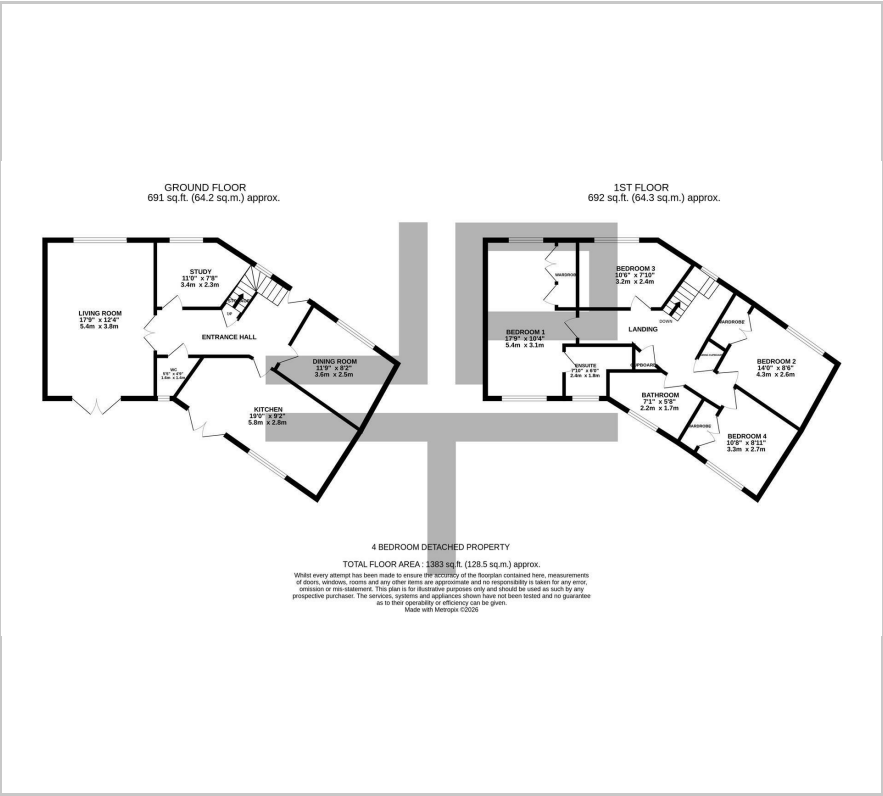 GROUND FLOOR
691 sq.ft. (64.2 sq.m.) approx.
1ST FLOOR
692 sq.ft. (64.3 sq.m.) approx.
STUDY
11'0" x 7'8"
3.4m x 2.3m
UP
LIVING ROOM
17'9" x 12'4"
5.4m x 3.8m
ENTRANCE HALL
WC
DINING ROOM
11'9" x 8'2"
3.6m x 2.5m
KITCHEN
19'0" x 9'2"
5.8m x 2.8m
WARDROBE
BEDROOM 3
10'6" x 7'10"
3.2m x 2.4m
DOWN
BEDROOM 1
17'9" x 10'4"
5.4m x 3.1m
LANDING
WARDROBE
ENSUITE
7'10" x 6'0"
2.4m x 1.8m
CUPBOARD
BEDROOM 2
14'0" x 8'6"
4.3m x 2.6m
BATHROOM
7'1" x 5'8"
2.2m x 1.7m
WARDROBE
BEDROOM 4
10'8" x 8'11"
3.3m x 2.7m
4 BEDROOM DETACHED PROPERTY
TOTAL FLOOR AREA : 1383 sq.ft. (128.5 sq.m.) approx.
Whilst every attempt has been made to ensure the accuracy of the floorplan contained here, measurements
of doors, windows, rooms and any other items are approximate and no responsibility is taken for any error,
omission or mis-statement. This plan is for illustrative purposes only and should be used as such by any
prospective purchaser. The services, systems and appliances shown have not been tested and no guarantee
as to their operability or efficiency can be given.
Made with Metropix ©2026